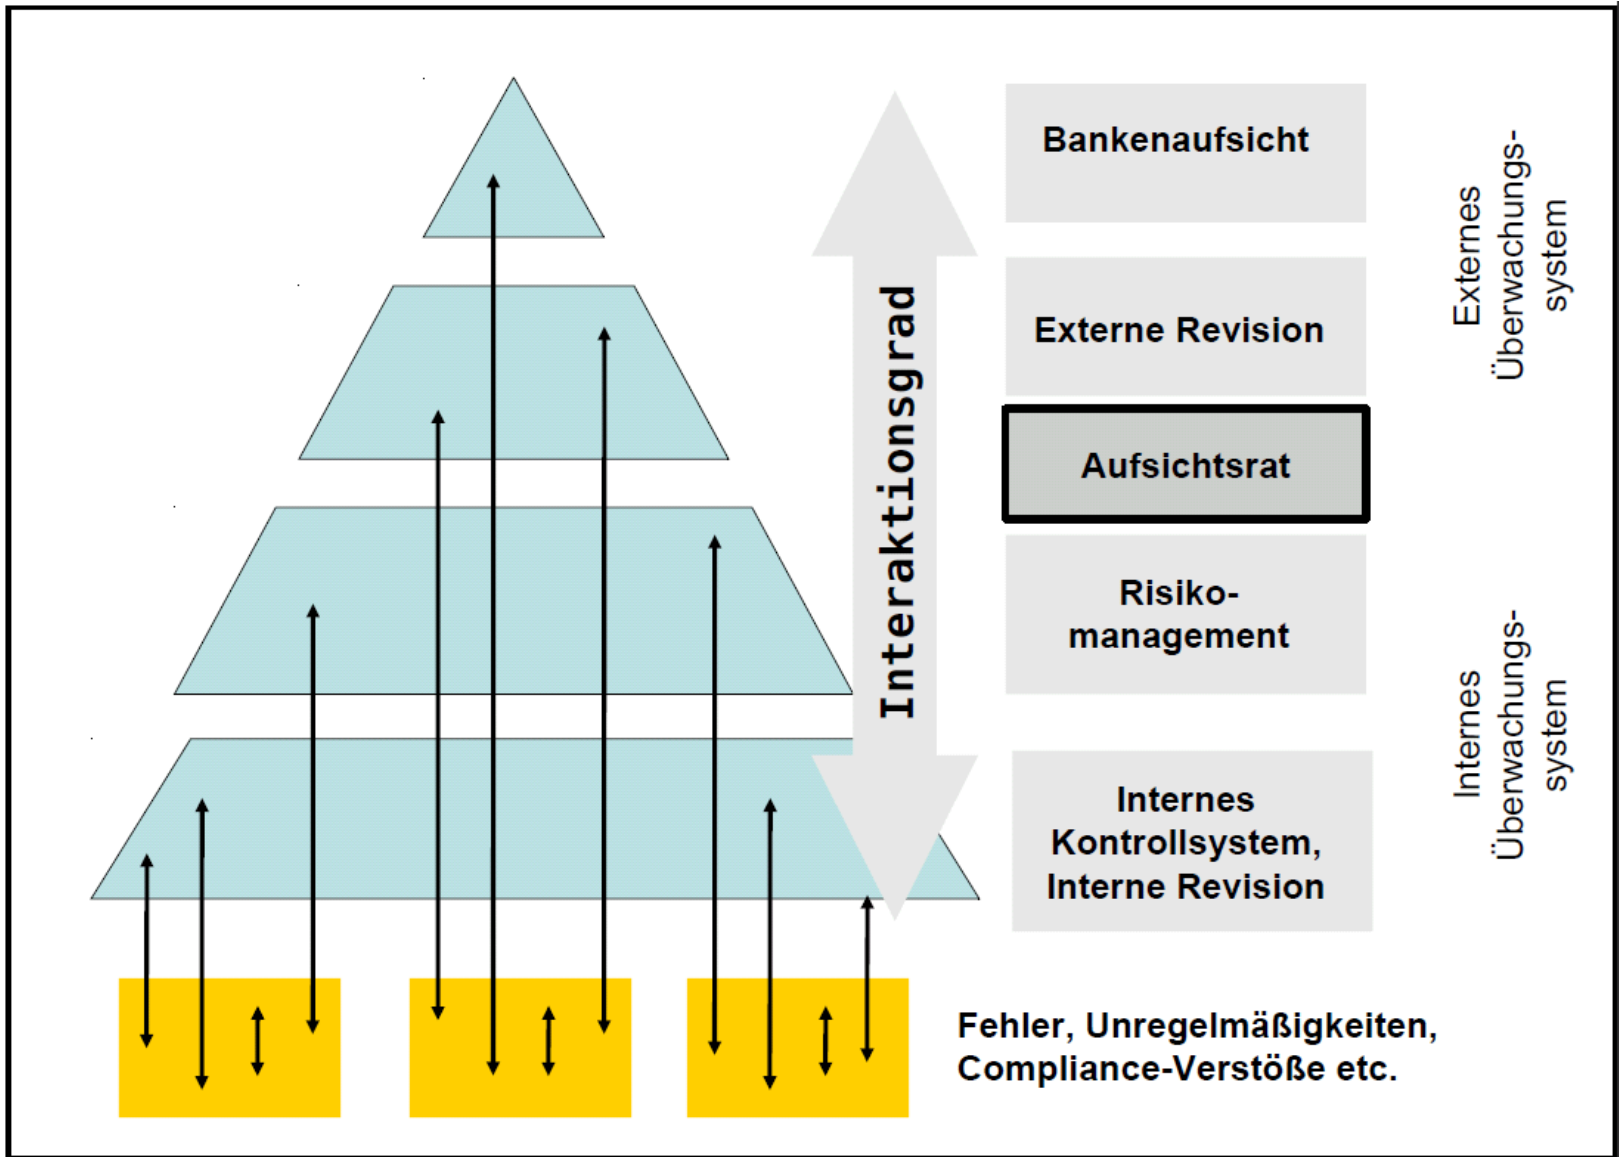 Bankenaufsicht
Externe Revision
Aufsichtsrat
Risiko-
management
Internes
Kontrollsystem,
Interne Revision
Fehler, Unregelmäßigkeiten,
Compliance-Verstöße etc.
Interaktionsgrad
Externes
Überwachungs-
system
Internes
Überwachungs-
system